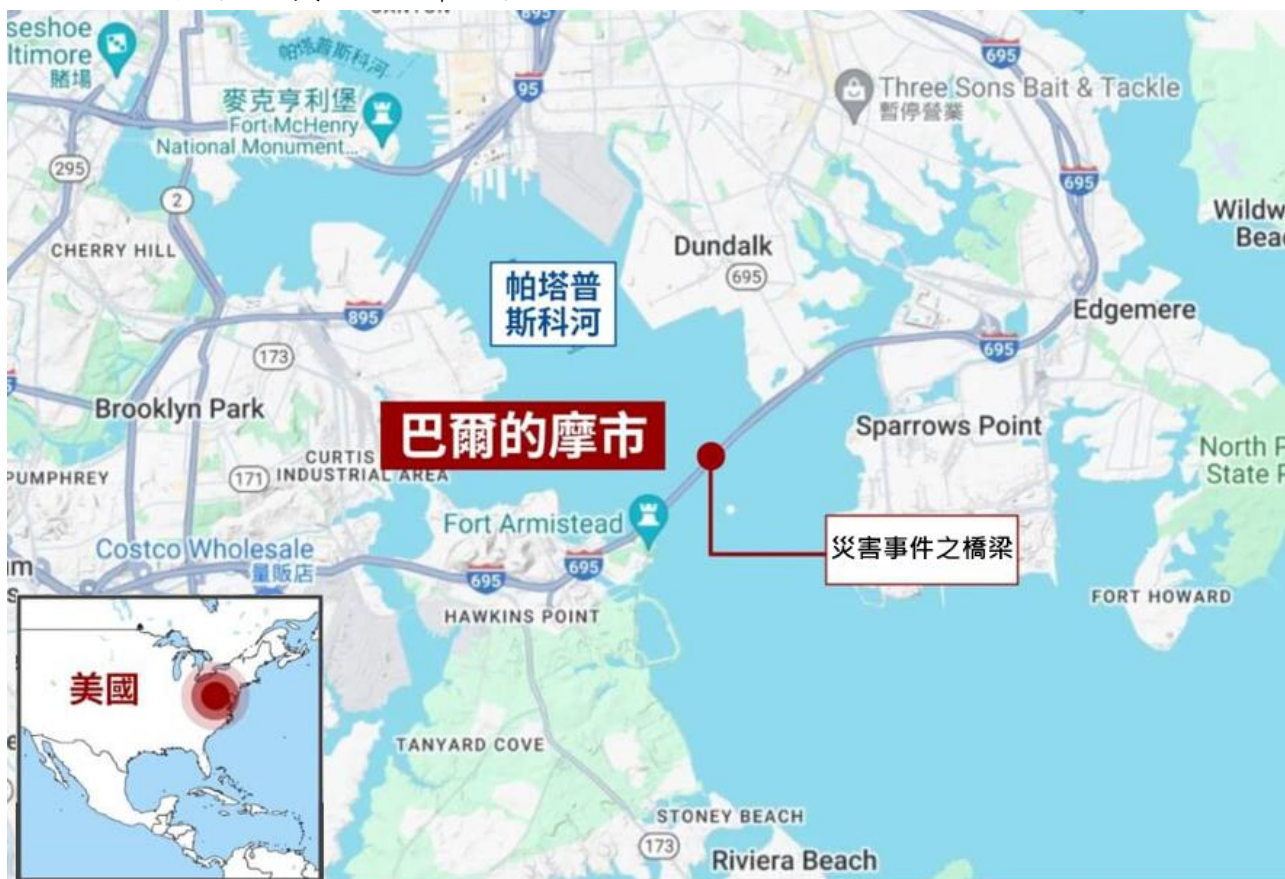 895
695
seshoe
ltimore
賭場
帕塔普斯科河
95
Three Sons Bait & Tackle
暫停營業
麥克亨利堡
Fort McHenry
National Monument...
295
695
2
Wildw
Beac
CHERRY HILL
Dundalk
帕塔普
斯科河
695
Edgemere
895
173
695
Brooklyn Park
巴爾的摩市
Sparrows Point
CURTIS
INDUSTRIAL AREA
North P
State P
PUMPHREY
171
Fort Armistead
災害事件之橋梁
Costco Wholesale
量販店
695
695
FORT HOWARD
HAWKINS POINT
美國
TANYARD COVE
STONEY BEACH
173
Riviera Beach